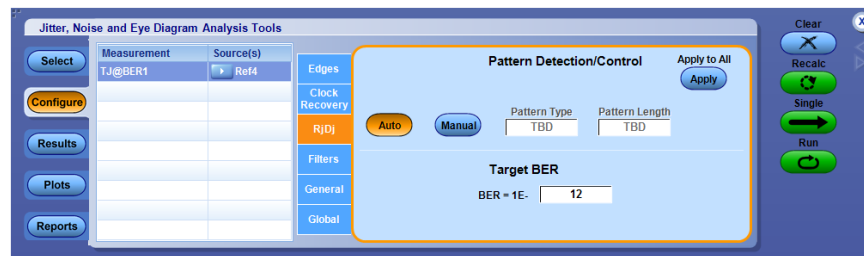 Jitter, Noise and Eye Diagram Analysis Tools
Clear
Select
Measurement Source(s)
TJ@BER1 Ref4
Edges
Pattern Detection/Control
Apply to All
Apply
Recalc
Configure
Clock
Recovery
Pattern Type Pattern Length
Single
RjDj
Auto
Manual
TBD
TBD
Results
Run
Filters
Target BER
Plots
General
BER = 1E- 12
Reports
Global